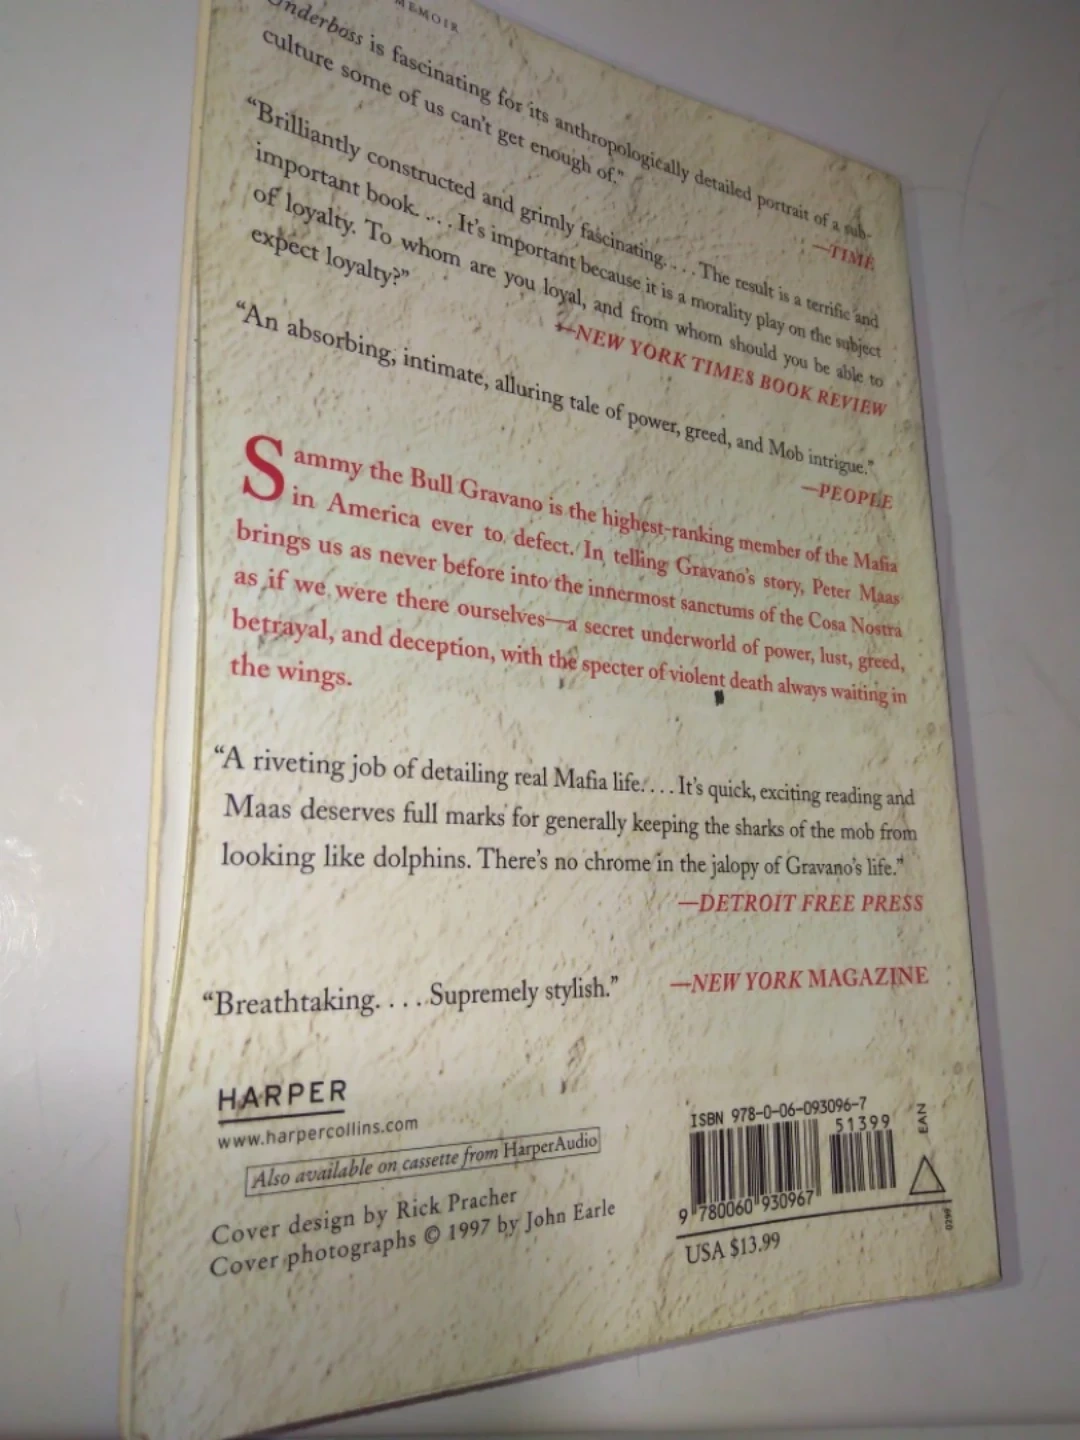 MEMOIR
Underboss is fascinating for its anthropologically detailed portrait of a sub-
culture some of us can't get enough of."
—TIME
"Brilliantly constructed and grimly fascinating. . . . The result is a terrific and
important book. . . . It's important because it is a morality play on the subject
of loyalty. To whom are you loyal, and from whom should you be able to
expect loyalty?"
—NEW YORK TIMES BOOK REVIEW
"An absorbing, intimate, alluring tale of power, greed, and Mob intrigue."
—PEOPLE
Sammy the Bull Gravano is the highest-ranking member of the Mafia
in America ever to defect. In telling Gravano's story, Peter Maas
brings us as never before into the innermost sanctums of the Cosa Nostra
as if we were there ourselves—a secret underworld of power, lust, greed,
betrayal, and deception, with the specter of violent death always waiting in
the wings.
"A riveting job of detailing real Mafia life. . . . It's quick, exciting reading and
Maas deserves full marks for generally keeping the sharks of the mob from
looking like dolphins. There's no chrome in the jalopy of Gravano's life."
—DETROIT FREE PRESS
"Breathtaking. . . . Supremely stylish." —NEW YORK MAGAZINE
HARPER
www.harpercollins.com
Also available on cassette from HarperAudio
Cover design by Rick Pracher
Cover photographs © 1997 by John Earle
ISBN 978-0-06-093096-7
51399
EAN
9 780060 930967
0299
USA $13.99